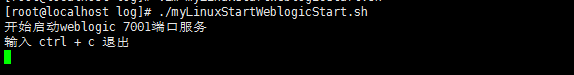 [root@localhost log]# ./myLinuxStartWeblogicStart.sh
开始启动weblogic 7001端口服务
输入 ctrl + c 退出